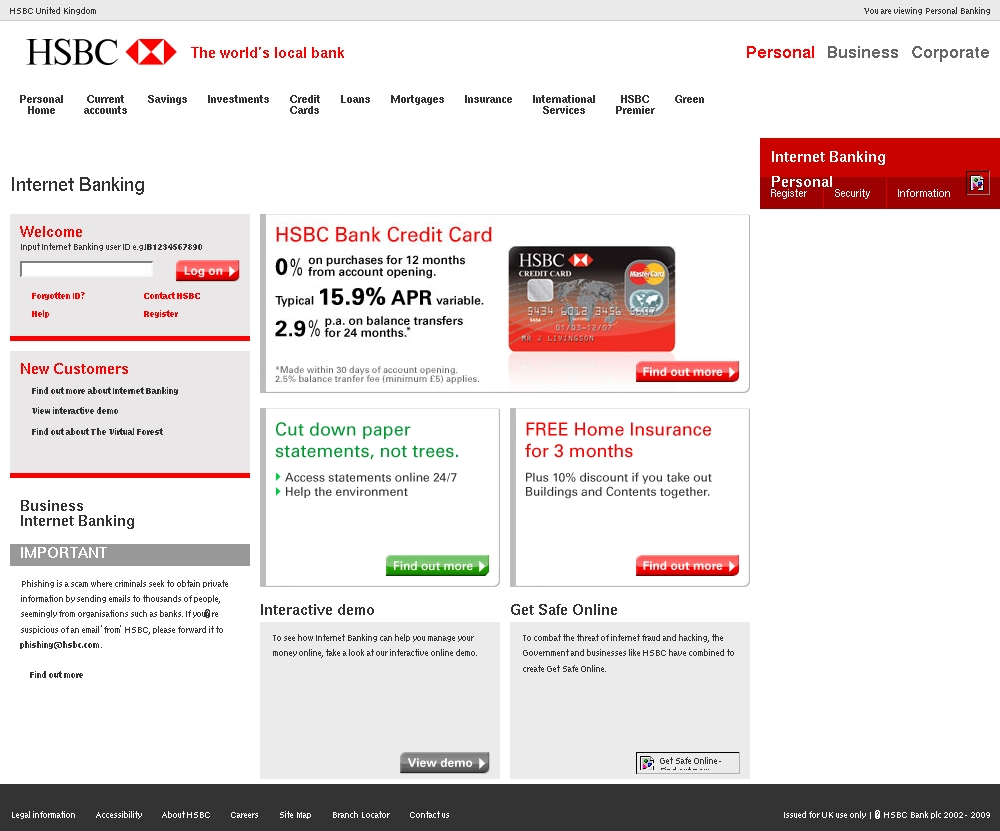 HSBC United Kingdom
You are viewing Personal Banking
HSBC
The world's local bank
Personal Business Corporate
Personal Home
Current accounts
Savings
Investments
Credit Cards
Loans
Mortgages
Insurance
International Services
HSBC Premier
Green
Internet Banking
Internet Banking
Personal
Register
Security
Information
Welcome
Input Internet Banking user ID e.g.IB1234567890
Log on
Forgotten ID?
Contact HSBC
Help
Register
New Customers
Find out more about Internet Banking
View interactive demo
Find out about The Virtual Forest
Business
Internet Banking
IMPORTANT
Phishing is a scam where criminals seek to obtain private
information by sending emails to thousands of people,
seemingly from organisations such as banks. If you�re
suspicious of an email 'from' HSBC, please forward it to
phishing@hsbc.com.
Find out more
HSBC Bank Credit Card
0% on purchases for 12 months
from account opening.
Typical 15.9% APR variable.
2.9% p.a. on balance transfers
for 24 months.*
*Made within 30 days of account opening.
2.5% balance tranfer fee (minimum £5) applies.
HSBC
CREDIT CARD
MasterCard
5434 6012 3456
5434
01/03-12/07
MR J LIVINGSON
Find out more
Cut down paper
statements, not trees.
Access statements online 24/7
Help the environment
Find out more
FREE Home Insurance
for 3 months
Plus 10% discount if you take out
Buildings and Contents together.
Find out more
Interactive demo
To see how Internet Banking can help you manage your
money online, take a look at our interactive online demo.
View demo
Get Safe Online
To combat the threat of internet fraud and hacking, the
Government and businesses like HSBC have combined to
create Get Safe Online.
Get Safe Online-
Legal information
Accessibility
About HSBC
Careers
Site Map
Branch Locator
Contact us
Issued for UK use only | � HSBC Bank plc 2002 - 2009